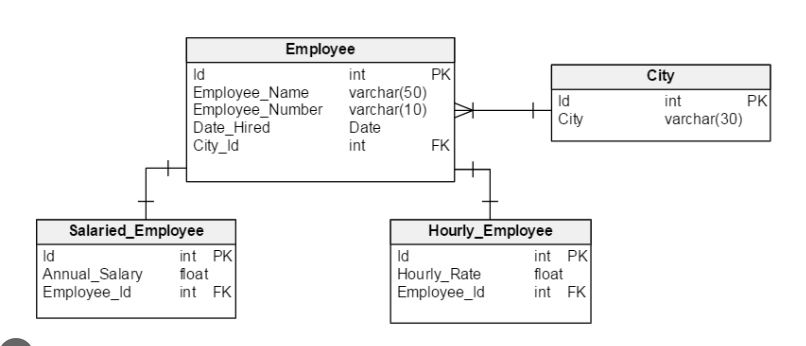 Employee
Id int PK
Employee_Name varchar(50)
Employee_Number varchar(10)
Date_Hired Date
City_Id int FK
City
Id int PK
City varchar(30)
Salaried_Employee
Id int PK
Annual_Salary float
Employee_Id int FK
Hourly_Employee
Id int PK
Hourly_Rate float
Employee_Id int FK